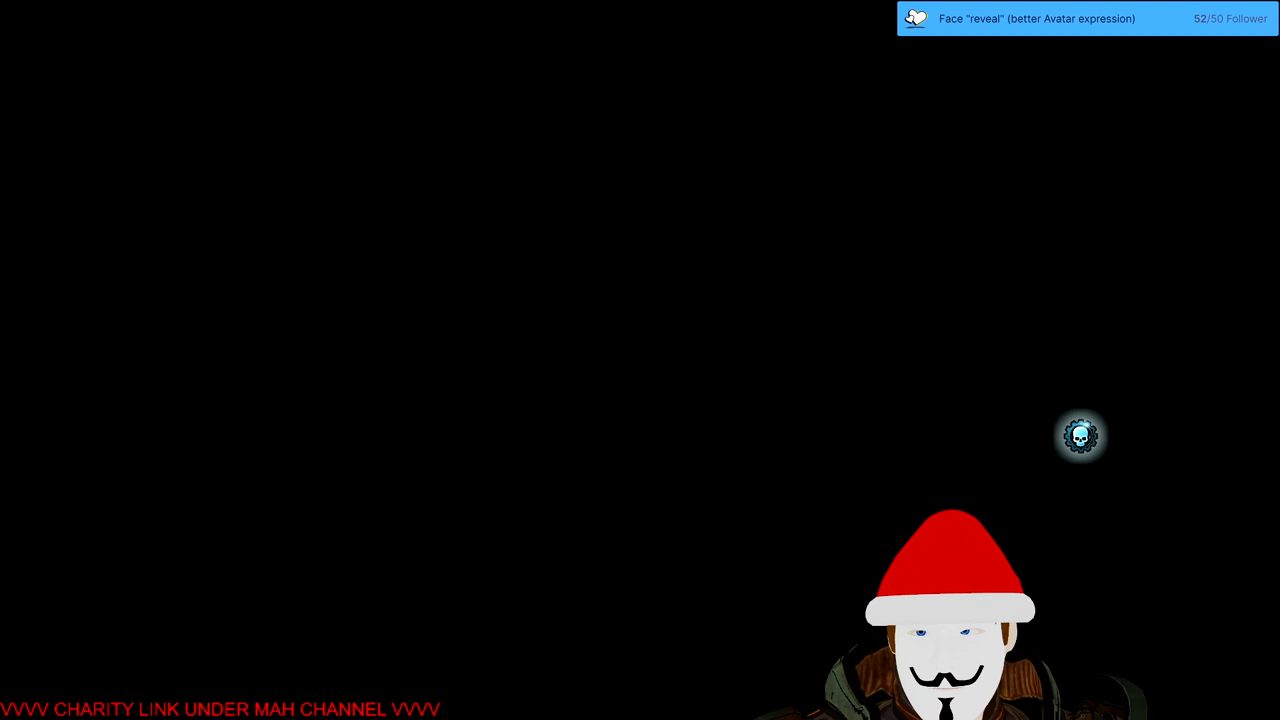 Face "reveal" (better Avatar expression) 52/50 Follower
VVVV CHARITY LINK UNDER MAH CHANNEL VVVV